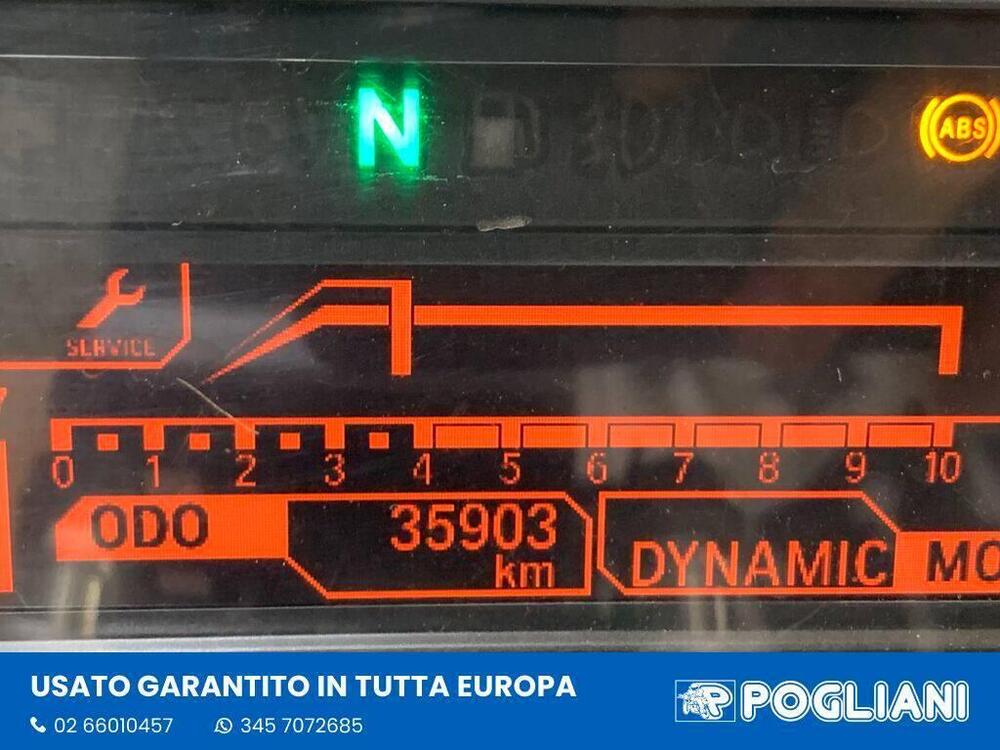 N
ABS
SERVICE
0 1 2 3 4 5 6 7 8 9 10
ODO 35903
km
DYNAMIC MO
USATO GARANTITO IN TUTTA EUROPA
02 66010457 345 7072685
POGLIANI